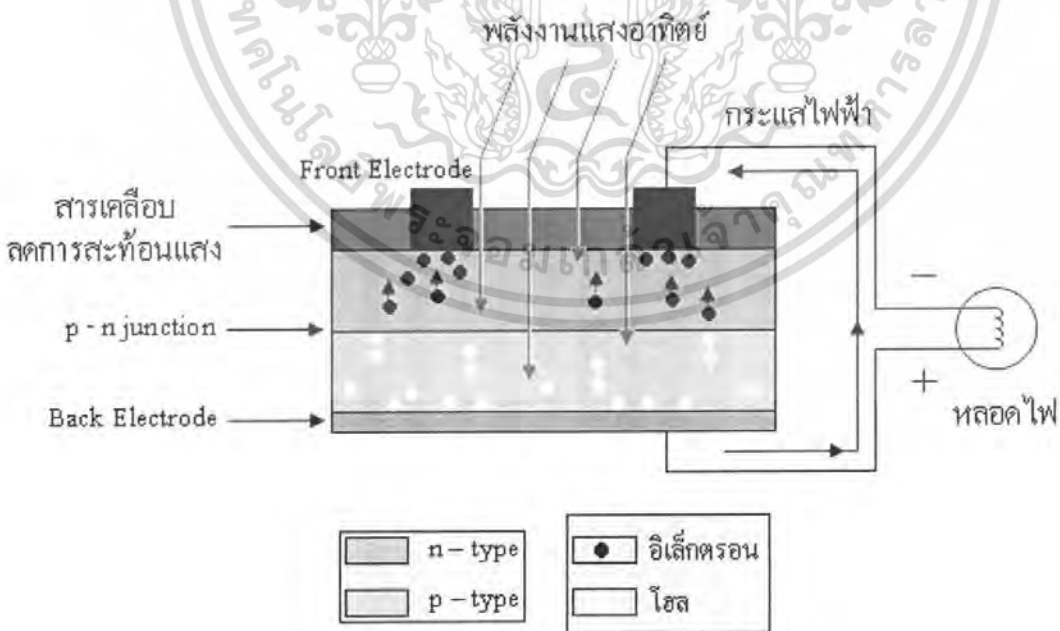 พลังงานแสงอาทิตย์
กระแสไฟฟ้า
Front Electrode
สารเคลือบ
ลดการสะท้อนแสง
p - n junction
Back Electrode
−
+
หลอดไฟ
n – type
p – type
อิเล็กตรอน
โฮล